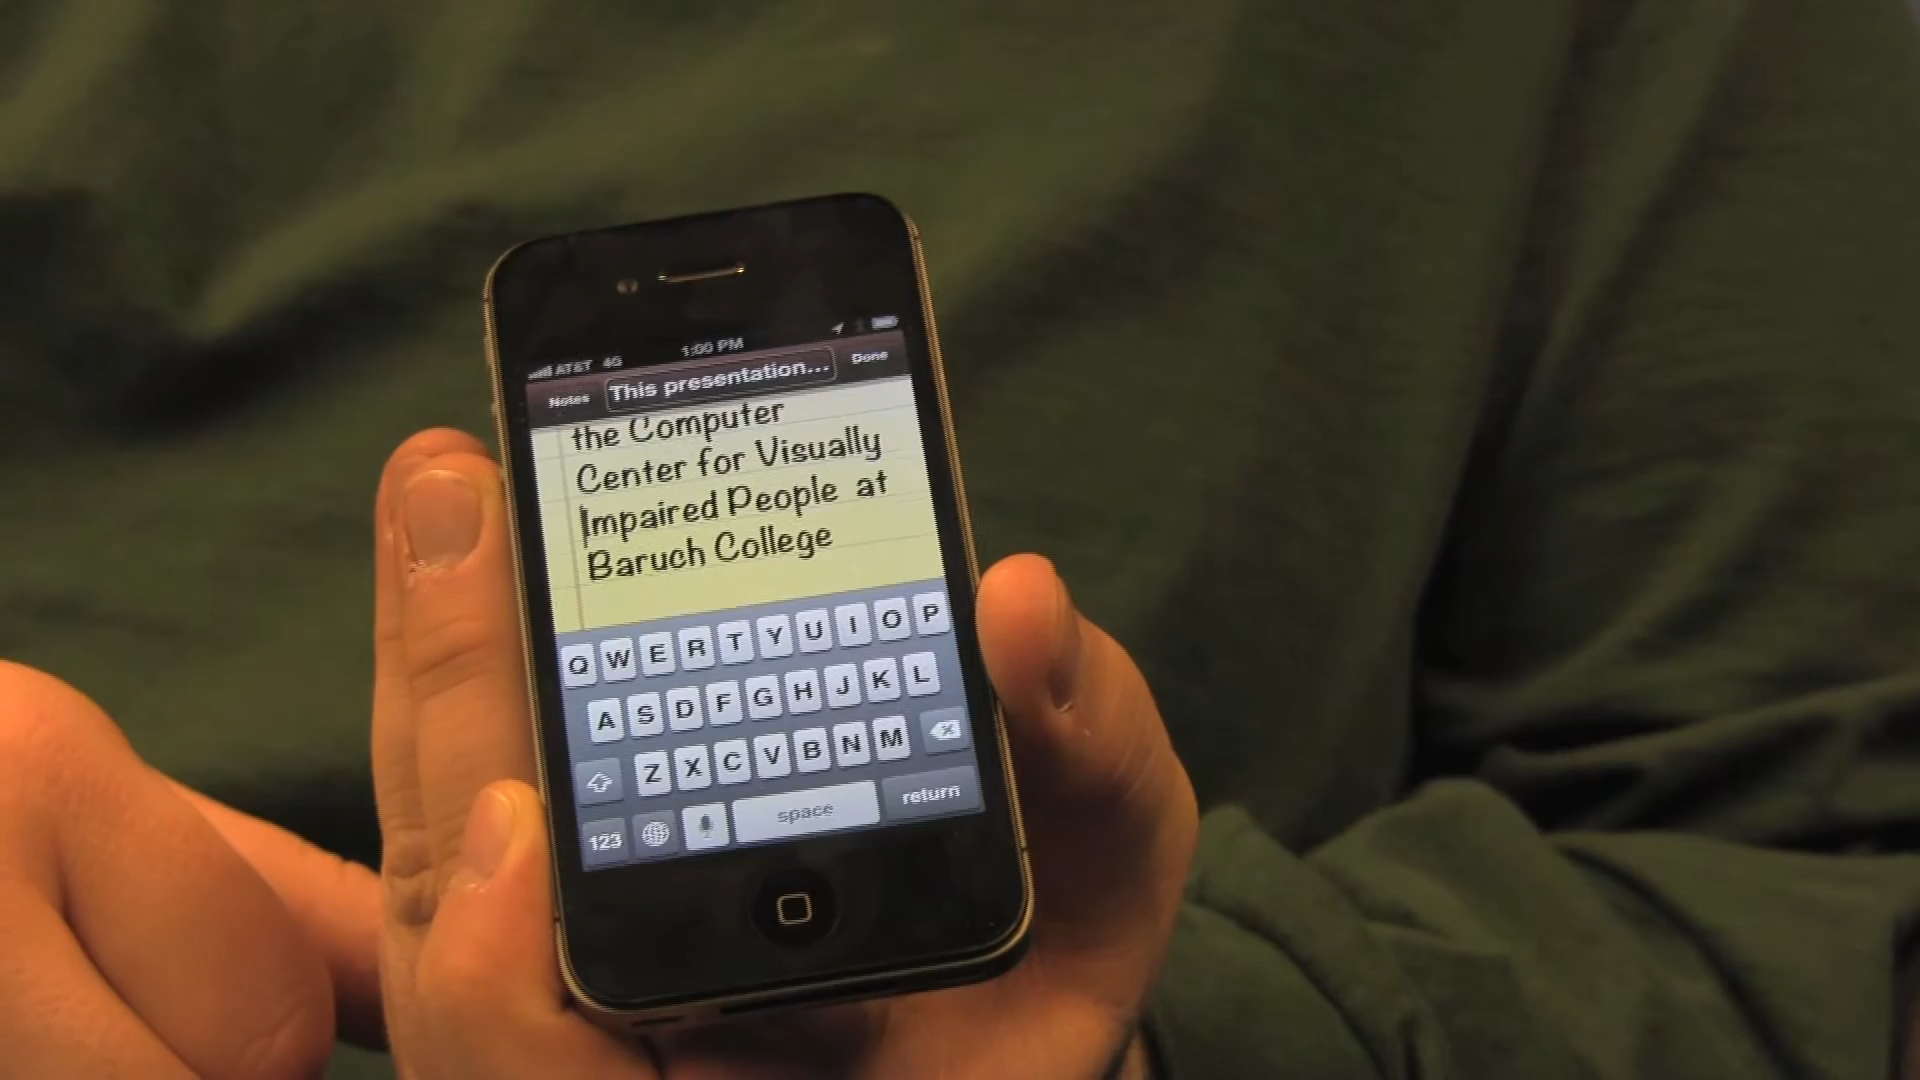 AT&T 4G 1:00 PM
Notes This presentation... Done
the Computer
Center for Visually
Impaired People at
Baruch College
Q W E R T Y U I O P
A S D F G H J K L
Z X C V B N M
123 space return